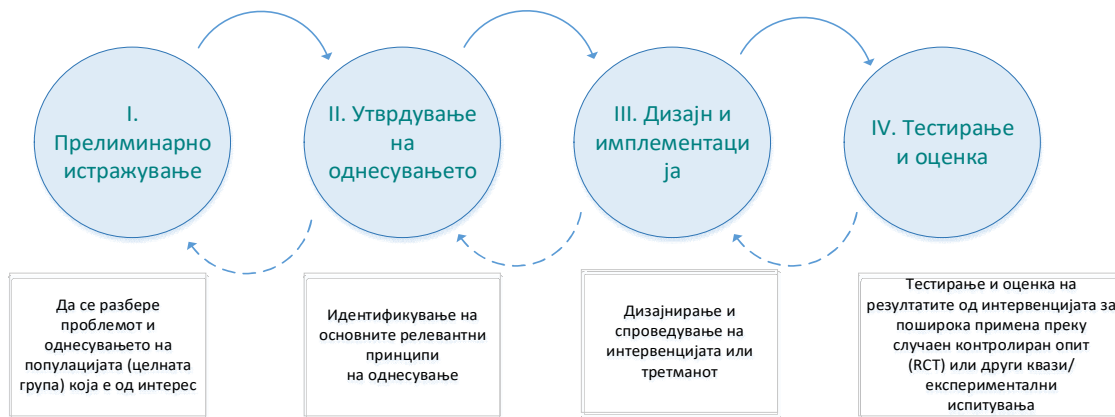 I.
Прелиминарно
истражување
II. Утврдување
на
однесувањето
III. Дизајн и
имплементаци
ја
IV. Тестирање
и оценка
Да се разбере
проблемот и
однесувањето на
популацијата (целната
група) која е од интерес
Идентификување на
основните релевантни
принципи
на однесување
Дизајнирање и
спроведување на
интервенцијата или
третманот
Тестирање и оценка на
резултатите од интервенцијата за
поширока примена преку
случаен контролиран опит
(RCT) или други квази/
експериментални
испитувања